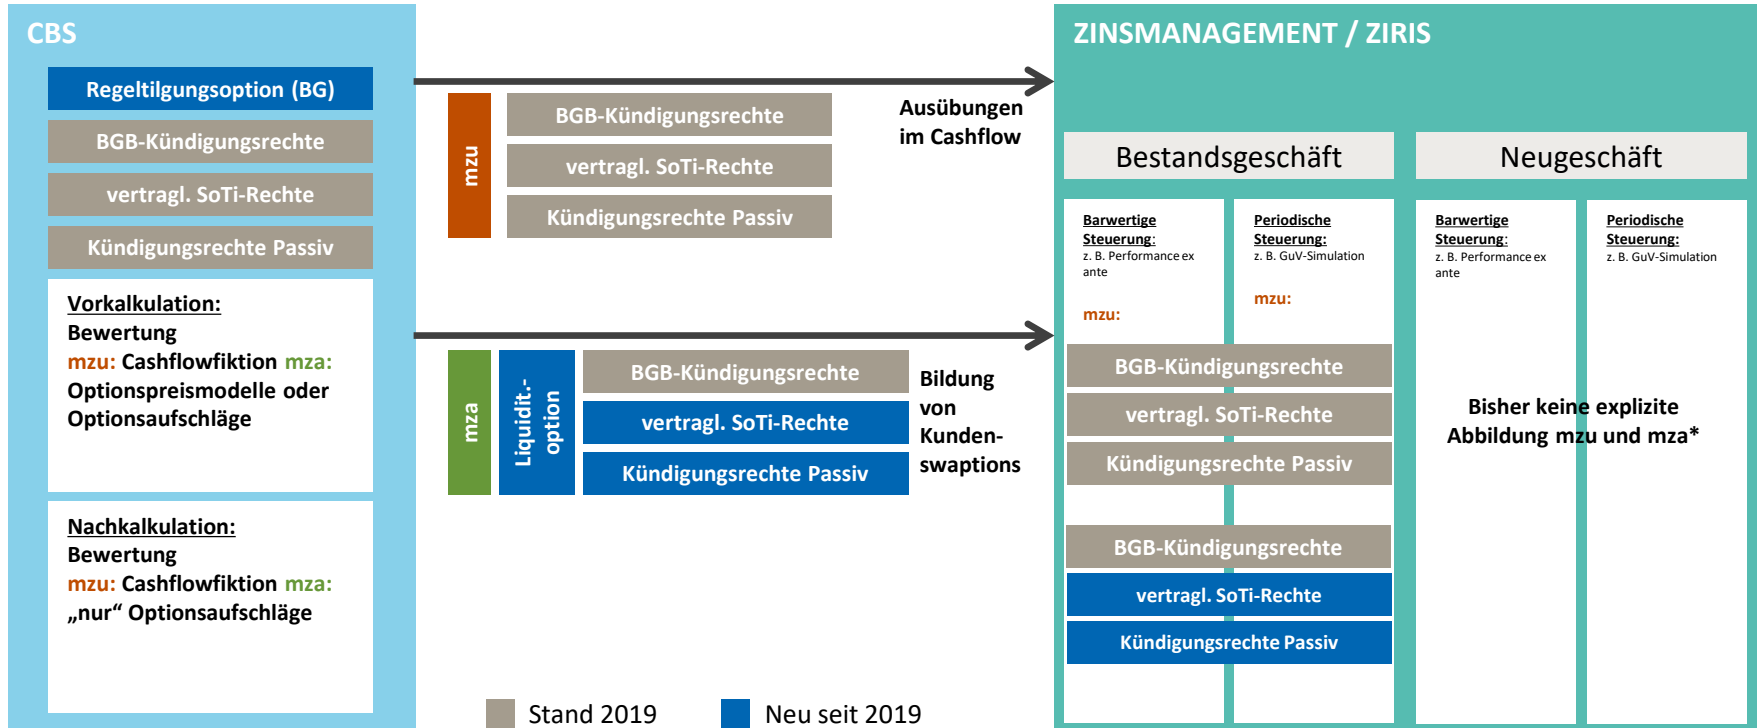 CBS
Regeltilgungsoption (BG)
BGB-Kündigungsrechte
vertragl. SoTi-Rechte
Kündigungsrechte Passiv
Vorkalkulation:
Bewertung
mzu: Cashflowfiktion mza:
Optionspreismodelle oder
Optionsaufschläge
Nachkalkulation:
Bewertung
mzu: Cashflowfiktion mza:
„nur“ Optionsaufschläge
mzu
BGB-Kündigungsrechte
vertragl. SoTi-Rechte
Kündigungsrechte Passiv
Ausübungen
im Cashflow
mza
Liquidit.-
option
BGB-Kündigungsrechte
vertragl. SoTi-Rechte
Kündigungsrechte Passiv
Bildung
von
Kunden-
swaptions
Stand 2019
Neu seit 2019
ZINSMANAGEMENT / ZIRIS
Bestandsgeschäft
Barwertige
Steuerung:
z. B. Performance ex
ante
mzu:
Periodische
Steuerung:
z. B. GuV-Simulation
mzu:
BGB-Kündigungsrechte
vertragl. SoTi-Rechte
Kündigungsrechte Passiv
BGB-Kündigungsrechte
vertragl. SoTi-Rechte
Kündigungsrechte Passiv
Neugeschäft
Barwertige
Steuerung:
z. B. Performance ex
ante
Periodische
Steuerung:
z. B. GuV-Simulation
Bisher keine explizite
Abbildung mzu und mza*